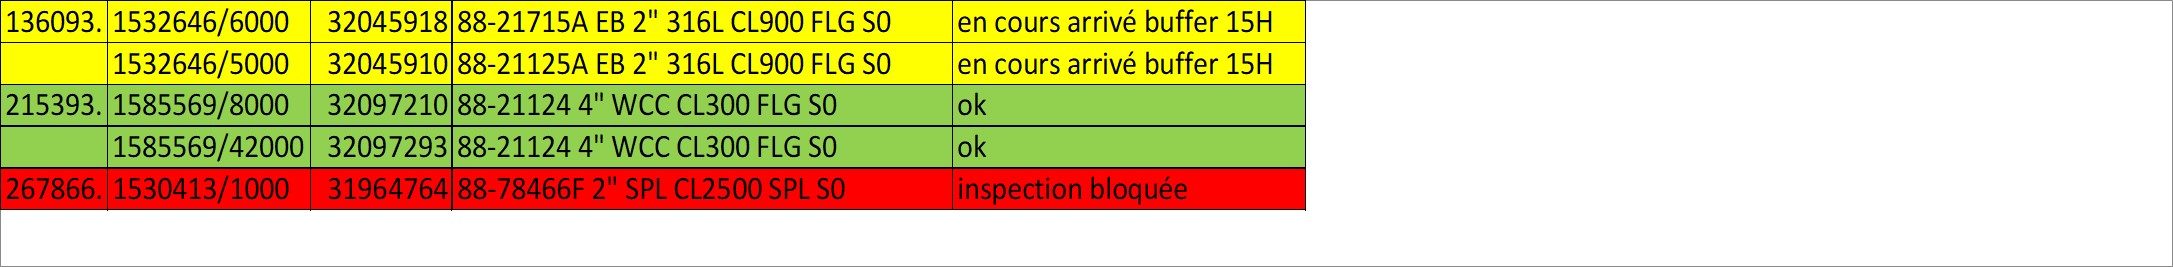 136093. 1532646/6000 32045918 88-21715A EB 2" 316L CL900 FLG S0 en cours arrivé buffer 15H
1532646/5000 32045910 88-21125A EB 2" 316L CL900 FLG S0 en cours arrivé buffer 15H
215393. 1585569/8000 32097210 88-21124 4" WCC CL300 FLG S0 ok
1585569/42000 32097293 88-21124 4" WCC CL300 FLG S0 ok
267866. 1530413/1000 31964764 88-78466F 2" SPL CL2500 SPL S0 inspection bloquée